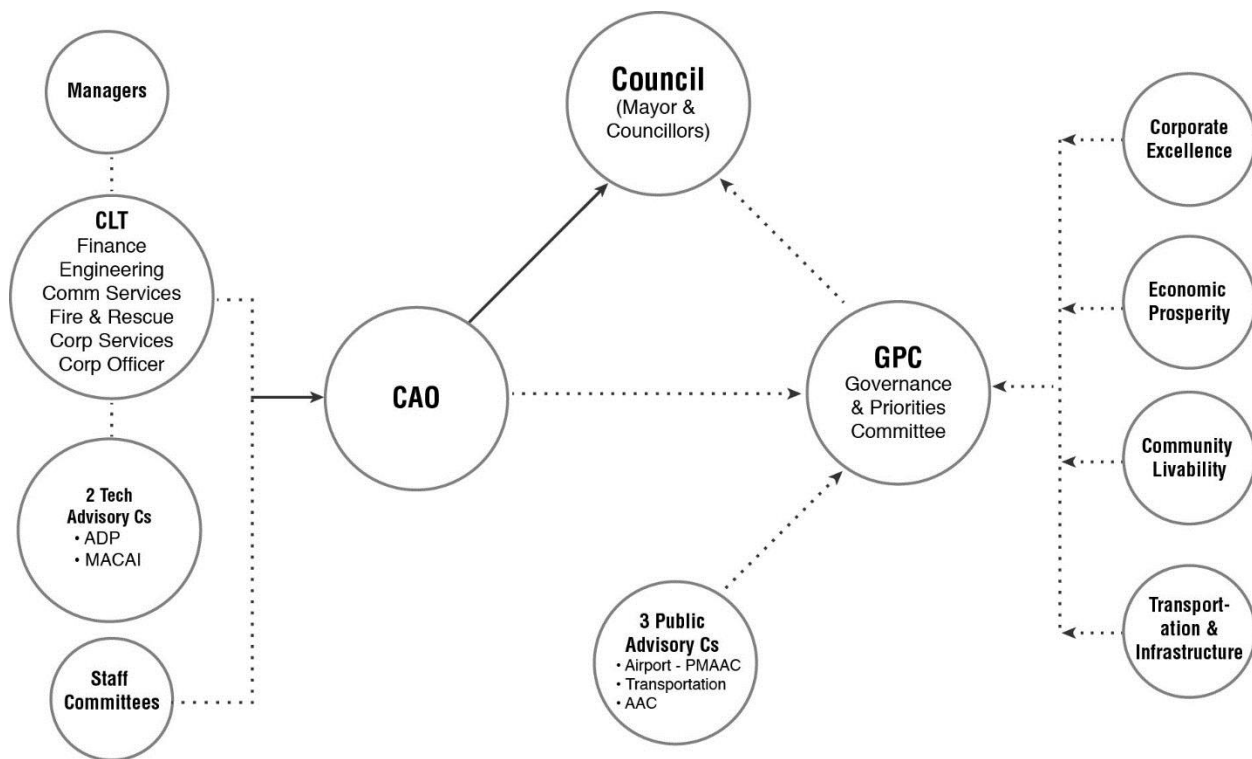 Managers
CLT
Finance
Engineering
Comm Services
Fire & Rescue
Corp Services
Corp Officer
2 Tech
Advisory Cs
• ADP
• MACAI
Staff
Committees
CAO
Council
(Mayor &
Councillors)
GPC
Governance
& Priorities
Committee
3 Public
Advisory Cs
• Airport - PMAAC
• Transportation
• AAC
Corporate
Excellence
Economic
Prosperity
Community
Livability
Transport-
ation &
Infrastructure